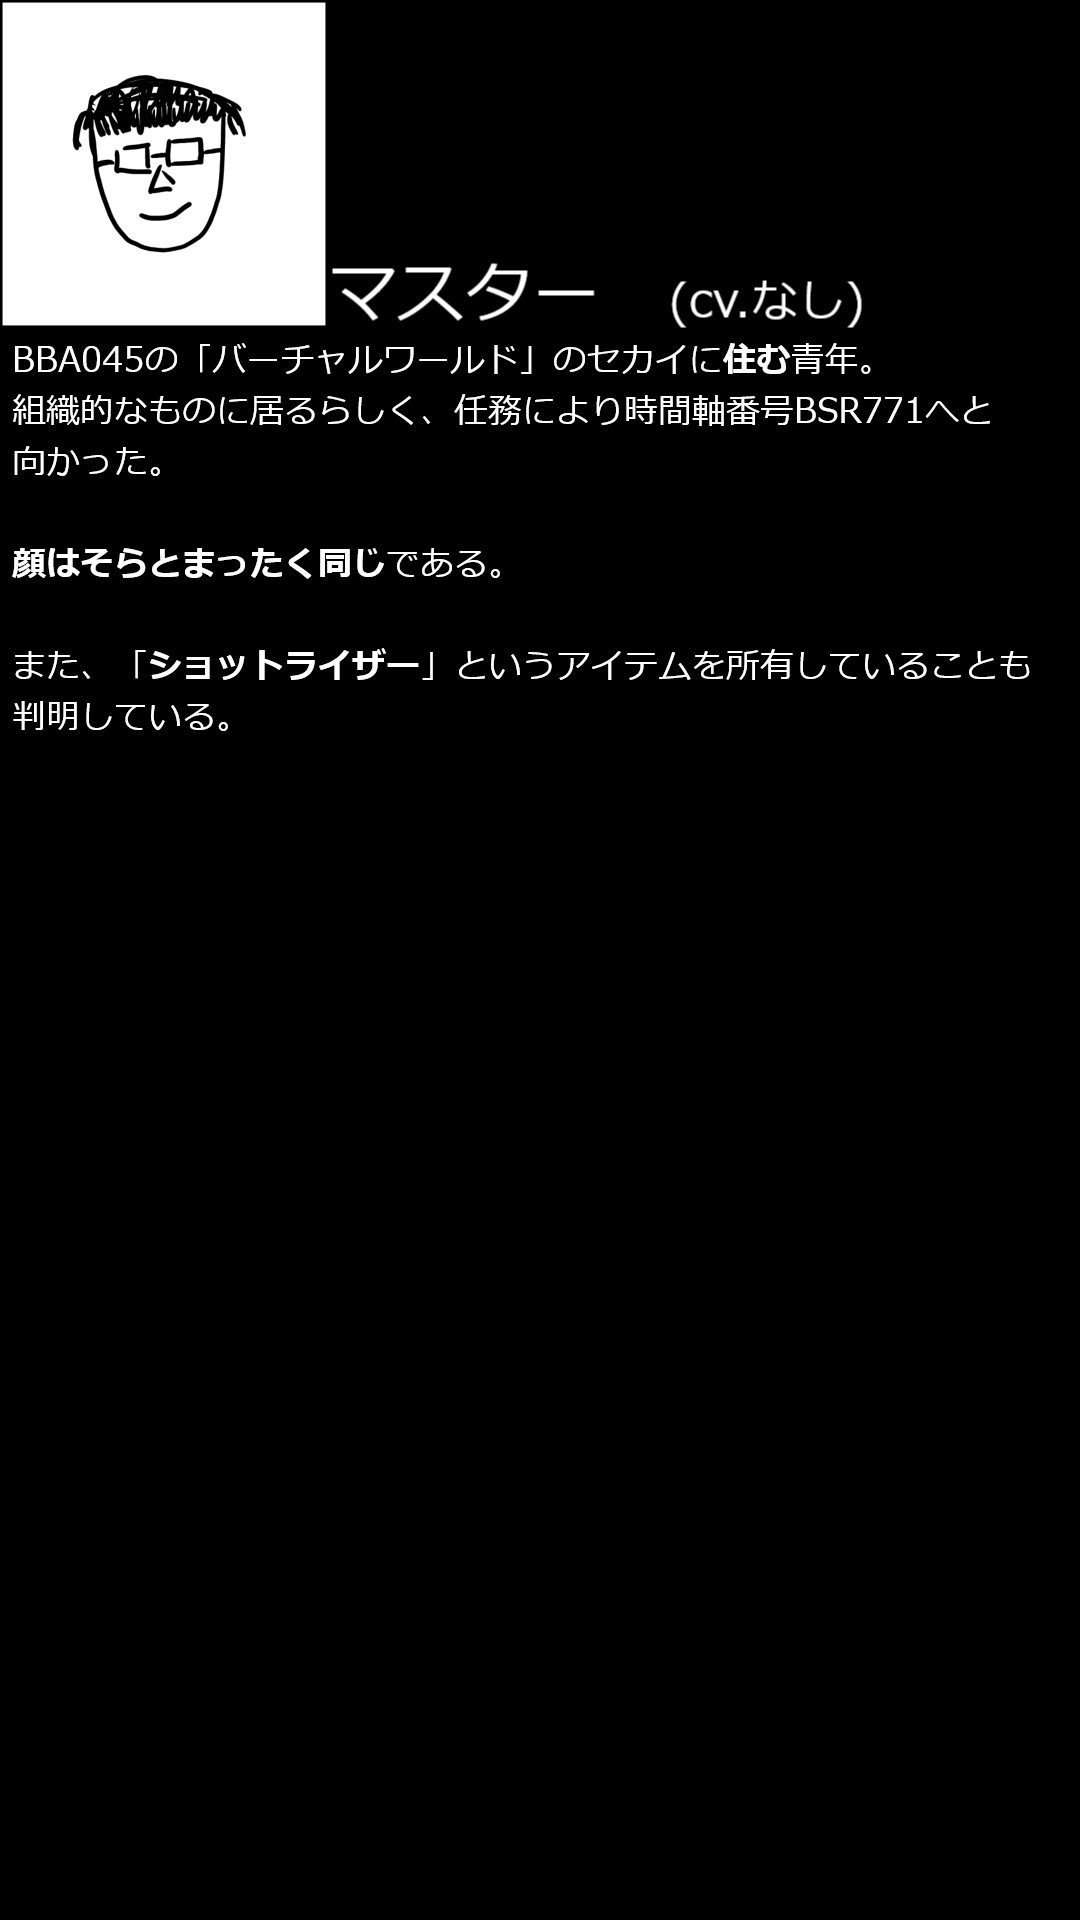 マスター (cv.なし)
BBA045の「バーチャルワールド」のセカイに住む青年。
組織的なものに居るらしく、任務により時間軸番号BSR771へと
向かった。
顔はそらとまったく同じである。
また、「ショットライザー」というアイテムを所有していることも
判明している。